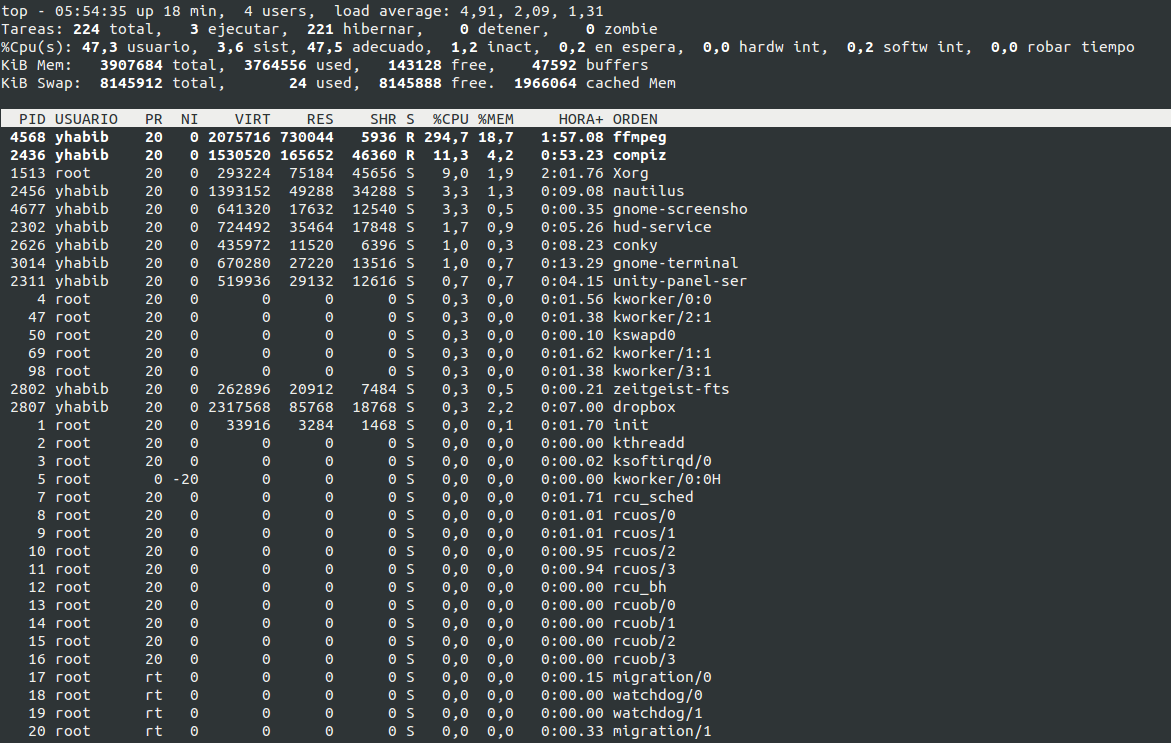 top - 05:54:35 up 18 min,  4 users,  load average: 4,91, 2,09, 1,31
Tareas: 224 total,   3 ejecutar, 221 hibernar,    0 detener,    0 zombie
%Cpu(s): 47,3 usuario,  3,6 sist, 47,5 adecuado,  1,2 inact,  0,2 en espera,  0,0 hardw int,  0,2 softw int,  0,0 robar tiempo
KiB Mem:   3907684 total,  3764556 used,   143128 free,    47592 buffers
KiB Swap:  8145912 total,       24 used,  8145888 free.  1966064 cached Mem
  PID USUARIO   PR  NI    VIRT    RES    SHR S  %CPU %MEM     HORA+ ORDEN
 4568 yhabib    20   0 2075716 730044   5936 R 294,7 18,7   1:57.08 ffmpeg
 2436 yhabib    20   0 1530520 165652  46360 R  11,3  4,2   0:53.23 compiz
 1513 root      20   0  293224  75184  45656 S   9,0  1,9   2:01.76 Xorg
 2456 yhabib    20   0 1393152  49288  34288 S   3,3  1,3   0:09.08 nautilus
 4677 yhabib    20   0  641320  17632  12540 S   3,3  0,5   0:00.35 gnome-screensho
 2302 yhabib    20   0  724492  35464  17848 S   1,7  0,9   0:05.26 hud-service
 2626 yhabib    20   0  435972  11520   6396 S   1,0  0,3   0:08.23 conky
 3014 yhabib    20   0  670280  27220  13516 S   1,0  0,7   0:13.29 gnome-terminal
 2311 yhabib    20   0  519936  29132  12616 S   0,7  0,7   0:04.15 unity-panel-ser
    4 root      20   0       0      0      0 S   0,3  0,0   0:01.56 kworker/0:0
   47 root      20   0       0      0      0 S   0,3  0,0   0:01.38 kworker/2:1
   50 root      20   0       0      0      0 S   0,3  0,0   0:00.10 kswapd0
   69 root      20   0       0      0      0 S   0,3  0,0   0:01.62 kworker/1:1
   98 root      20   0       0      0      0 S   0,3  0,0   0:01.38 kworker/3:1
 2802 yhabib    20   0  262896  20912   7484 S   0,3  0,5   0:00.21 zeitgeist-fts
 2807 yhabib    20   0 2317568  85768  18768 S   0,3  2,2   0:07.00 dropbox
    1 root      20   0   33916   3284   1468 S   0,0  0,1   0:01.70 init
    2 root      20   0       0      0      0 S   0,0  0,0   0:00.00 kthreadd
    3 root      20   0       0      0      0 S   0,0  0,0   0:00.02 ksoftirqd/0
    5 root       0 -20       0      0      0 S   0,0  0,0   0:00.00 kworker/0:0H
    7 root      20   0       0      0      0 S   0,0  0,0   0:01.71 rcu_sched
    8 root      20   0       0      0      0 S   0,0  0,0   0:01.01 rcuos/0
    9 root      20   0       0      0      0 S   0,0  0,0   0:01.01 rcuos/1
   10 root      20   0       0      0      0 S   0,0  0,0   0:00.95 rcuos/2
   11 root      20   0       0      0      0 S   0,0  0,0   0:00.94 rcuos/3
   12 root      20   0       0      0      0 S   0,0  0,0   0:00.00 rcu_bh
   13 root      20   0       0      0      0 S   0,0  0,0   0:00.00 rcuob/0
   14 root      20   0       0      0      0 S   0,0  0,0   0:00.00 rcuob/1
   15 root      20   0       0      0      0 S   0,0  0,0   0:00.00 rcuob/2
   16 root      20   0       0      0      0 S   0,0  0,0   0:00.00 rcuob/3
   17 root      rt   0       0      0      0 S   0,0  0,0   0:00.15 migration/0
   18 root      rt   0       0      0      0 S   0,0  0,0   0:00.00 watchdog/0
   19 root      rt   0       0      0      0 S   0,0  0,0   0:00.00 watchdog/1
   20 root      rt   0       0      0      0 S   0,0  0,0   0:00.33 migration/1